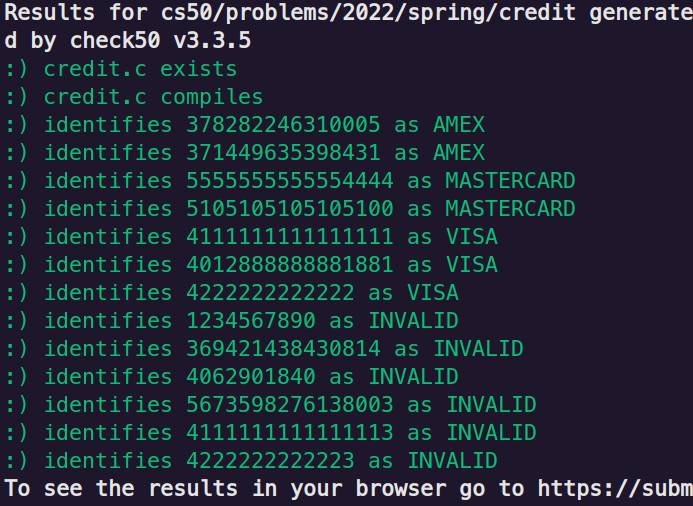 Results for cs50/problems/2022/spring/credit generate
d by check50 v3.3.5
:) credit.c exists
:) credit.c compiles
:) identifies 378282246310005 as AMEX
:) identifies 371449635398431 as AMEX
:) identifies 5555555555554444 as MASTERCARD
:) identifies 5105105105105100 as MASTERCARD
:) identifies 4111111111111111 as VISA
:) identifies 4012888888881881 as VISA
:) identifies 4222222222222 as VISA
:) identifies 1234567890 as INVALID
:) identifies 369421438430814 as INVALID
:) identifies 4062901840 as INVALID
:) identifies 5673598276138003 as INVALID
:) identifies 4111111111111113 as INVALID
:) identifies 4222222222223 as INVALID
To see the results in your browser go to https://subm